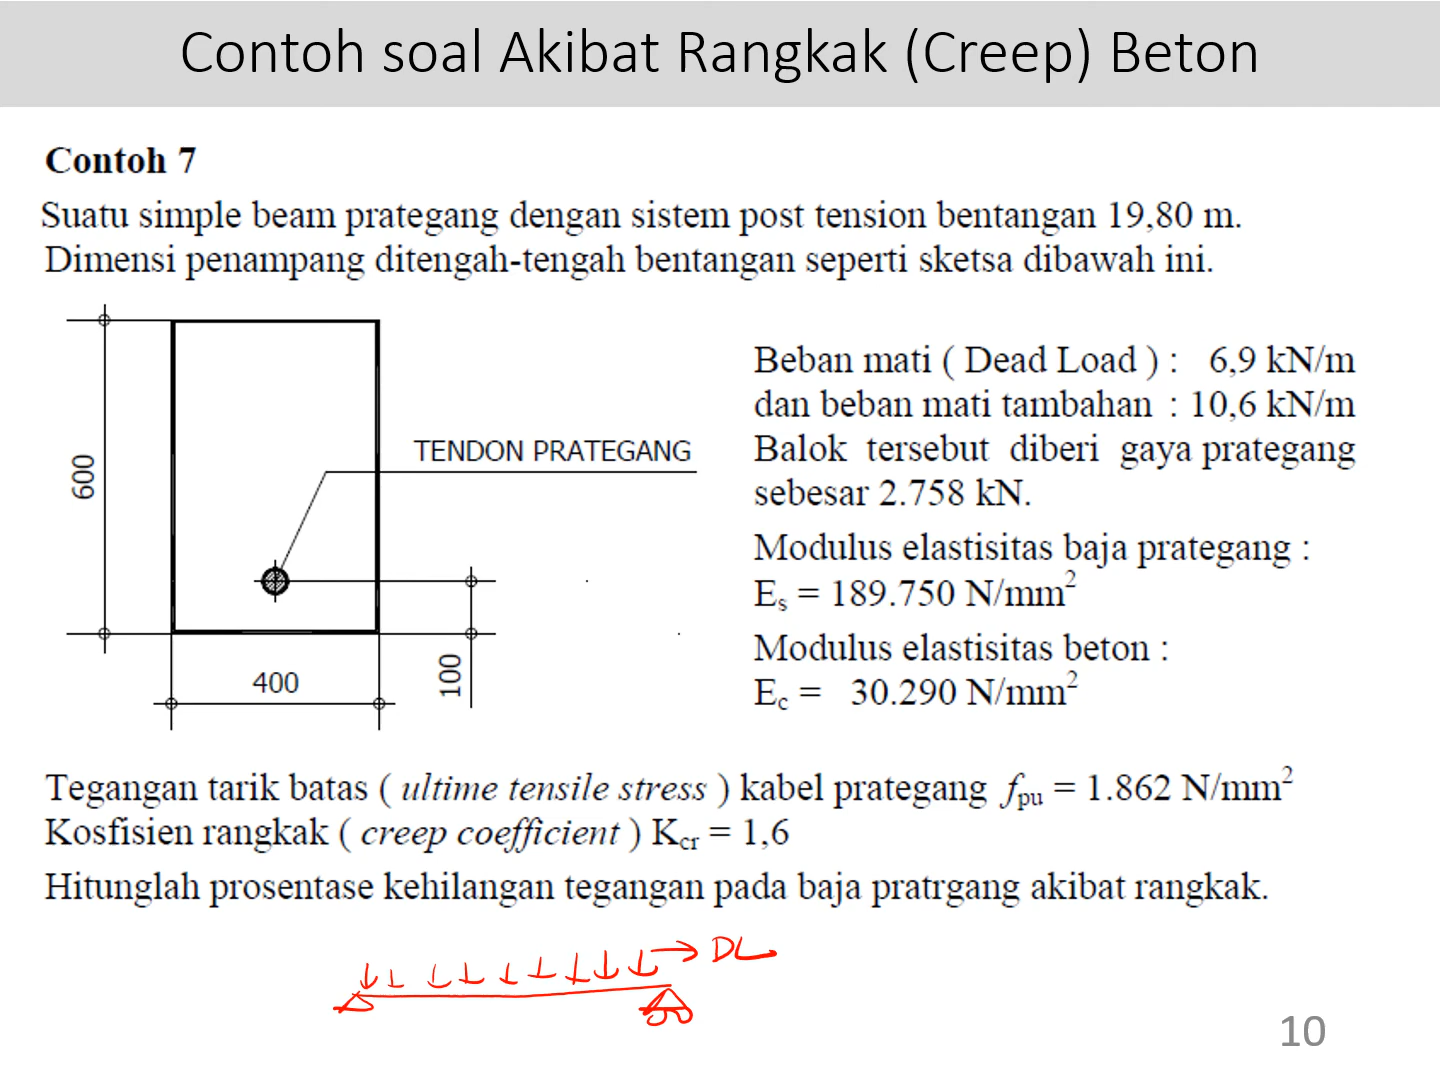 Contoh soal Akibat Rangkak (Creep) Beton
Contoh 7
Suatu simple beam prategang dengan sistem post tension bentangan 19,80 m.
Dimensi penampang ditengah-tengah bentangan seperti sketsa dibawah ini.
600
TENDON PRATEGANG
400
100
Beban mati ( Dead Load ) : 6,9 kN/m
dan beban mati tambahan : 10,6 kN/m
Balok tersebut diberi gaya prategang
sebesar 2.758 kN.
Modulus elastisitas baja prategang :
Es = 189.750 N/mm²
Modulus elastisitas beton :
Ec = 30.290 N/mm²
Tegangan tarik batas ( ultime tensile stress ) kabel prategang fpu = 1.862 N/mm²
Kosfisien rangkak ( creep coefficient ) Kcr = 1,6
Hitunglah prosentase kehilangan tegangan pada baja pratrgang akibat rangkak.
DL
10